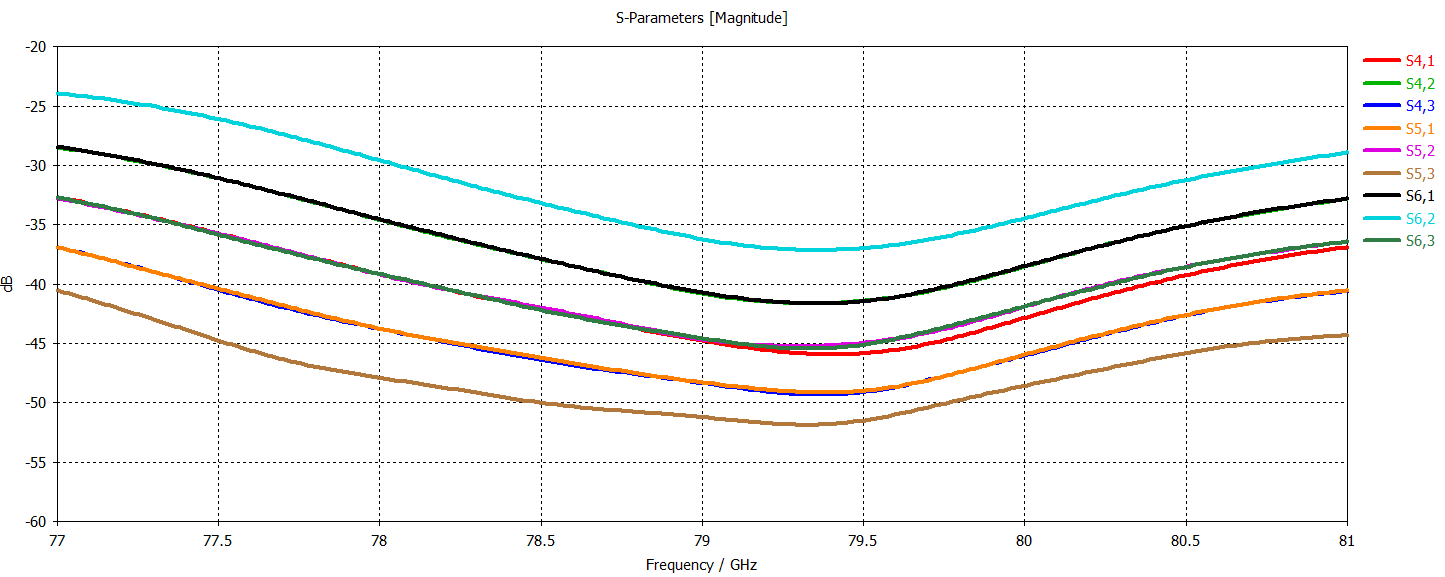 S-Parameters [Magnitude]
-20
-25
-30
-35
-40
-45
-50
-55
-60
dB
77
77.5
78
78.5
79
79.5
80
80.5
81
Frequency / GHz
S4,1
S4,2
S4,3
S5,1
S5,2
S5,3
S6,1
S6,2
S6,3